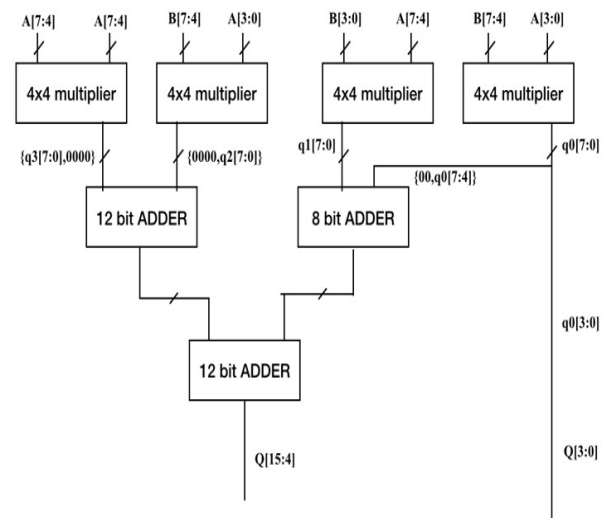 A[7:4] A[7:4] B[7:4] A[3:0] B[3:0] A[7:4] B[7:4] A[3:0]
4x4 multiplier 4x4 multiplier 4x4 multiplier 4x4 multiplier
{q3[7:0],0000} {0000,q2[7:0]} q1[7:0] q0[7:0]
{00,q0[7:4]}
12 bit ADDER 8 bit ADDER
q0[3:0]
12 bit ADDER
Q[15:4] Q[3:0]